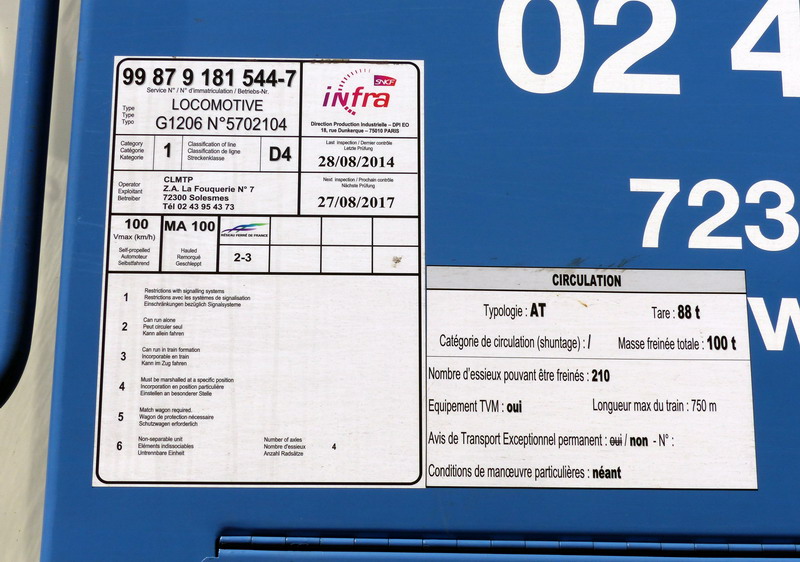 02 4
723
W
99 87 9 181 544-7
Service N° / N° d'immatriculation / Betriebs-Nr.
Type
Type
Typo
LOCOMOTIVE
G1206 N°5702104
SNCF
infra
Direction Production Industrielle – DPI EO
18, rue Dunkerque – 75010 PARIS
Category
Catégorie
Kategorie
1
Classification of line
Classification de ligne
Streckenklasse
D4
Last Inspection / Dernier contrôle
Letzte Prüfung
28/08/2014
Next Inspection / Prochain contrôle
Nächste Prüfung
27/08/2017
Operator
Exploitant
Betreiber
CLMTP
Z.A. La Fouquerie N° 7
72300 Solesmes
Tél 02 43 95 43 73
100
Vmax (km/h)
Self-propelled
Automoteur
Selbstfahrend
MA 100
Hauled
Remorqué
Geschleppt
RÉSEAU FERRÉ DE FRANCE
2-3
1
Restrictions with signalling systems
Restrictions avec les systèmes de signalisation
Einschränkungen bezüglich Signalsysteme
2
Can run alone
Peut circuler seul
Kann allein fahren
3
Can run in train formation
Incorporable en train
Kann im Zug fahren
4
Must be marshalled at a specific position
Incorporation en position particulière
Einstellen an besonderer Stelle
5
Match wagon required.
Wagon de protection nécessaire
Schutzwagen erforderlich
6
Non-separable unit
Eléments indissociables
Untrennbare Einheit
Number of axles
Nombre d'essieux
Anzahl Radsätze
4
CIRCULATION
Typologie : AT Tare : 88 t
Catégorie de circulation (shuntage) : / Masse freinée totale : 100 t
Nombre d'essieux pouvant être freinés : 210
Equipement TVM : oui Longueur max du train : 750 m
Avis de Transport Exceptionnel permanent : oui / non - N° :
Conditions de manœuvre particulières : néant